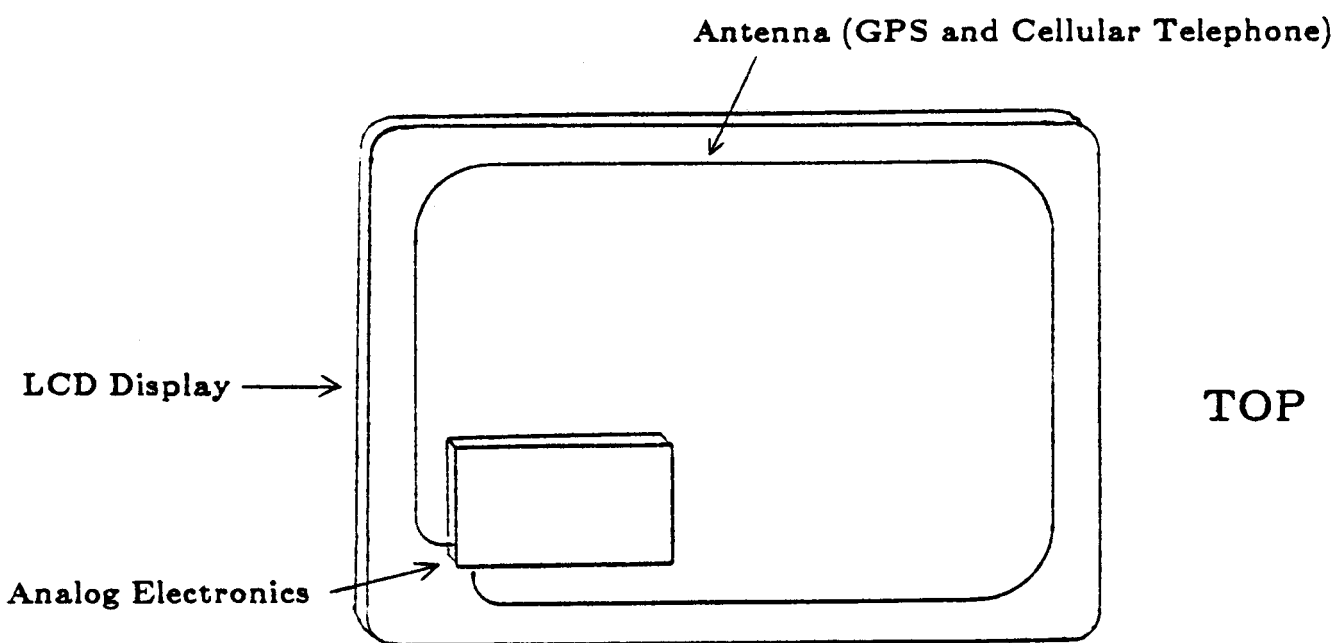 Antenna (GPS and Cellular Telephone)
LCD Display
TOP
Analog Electronics